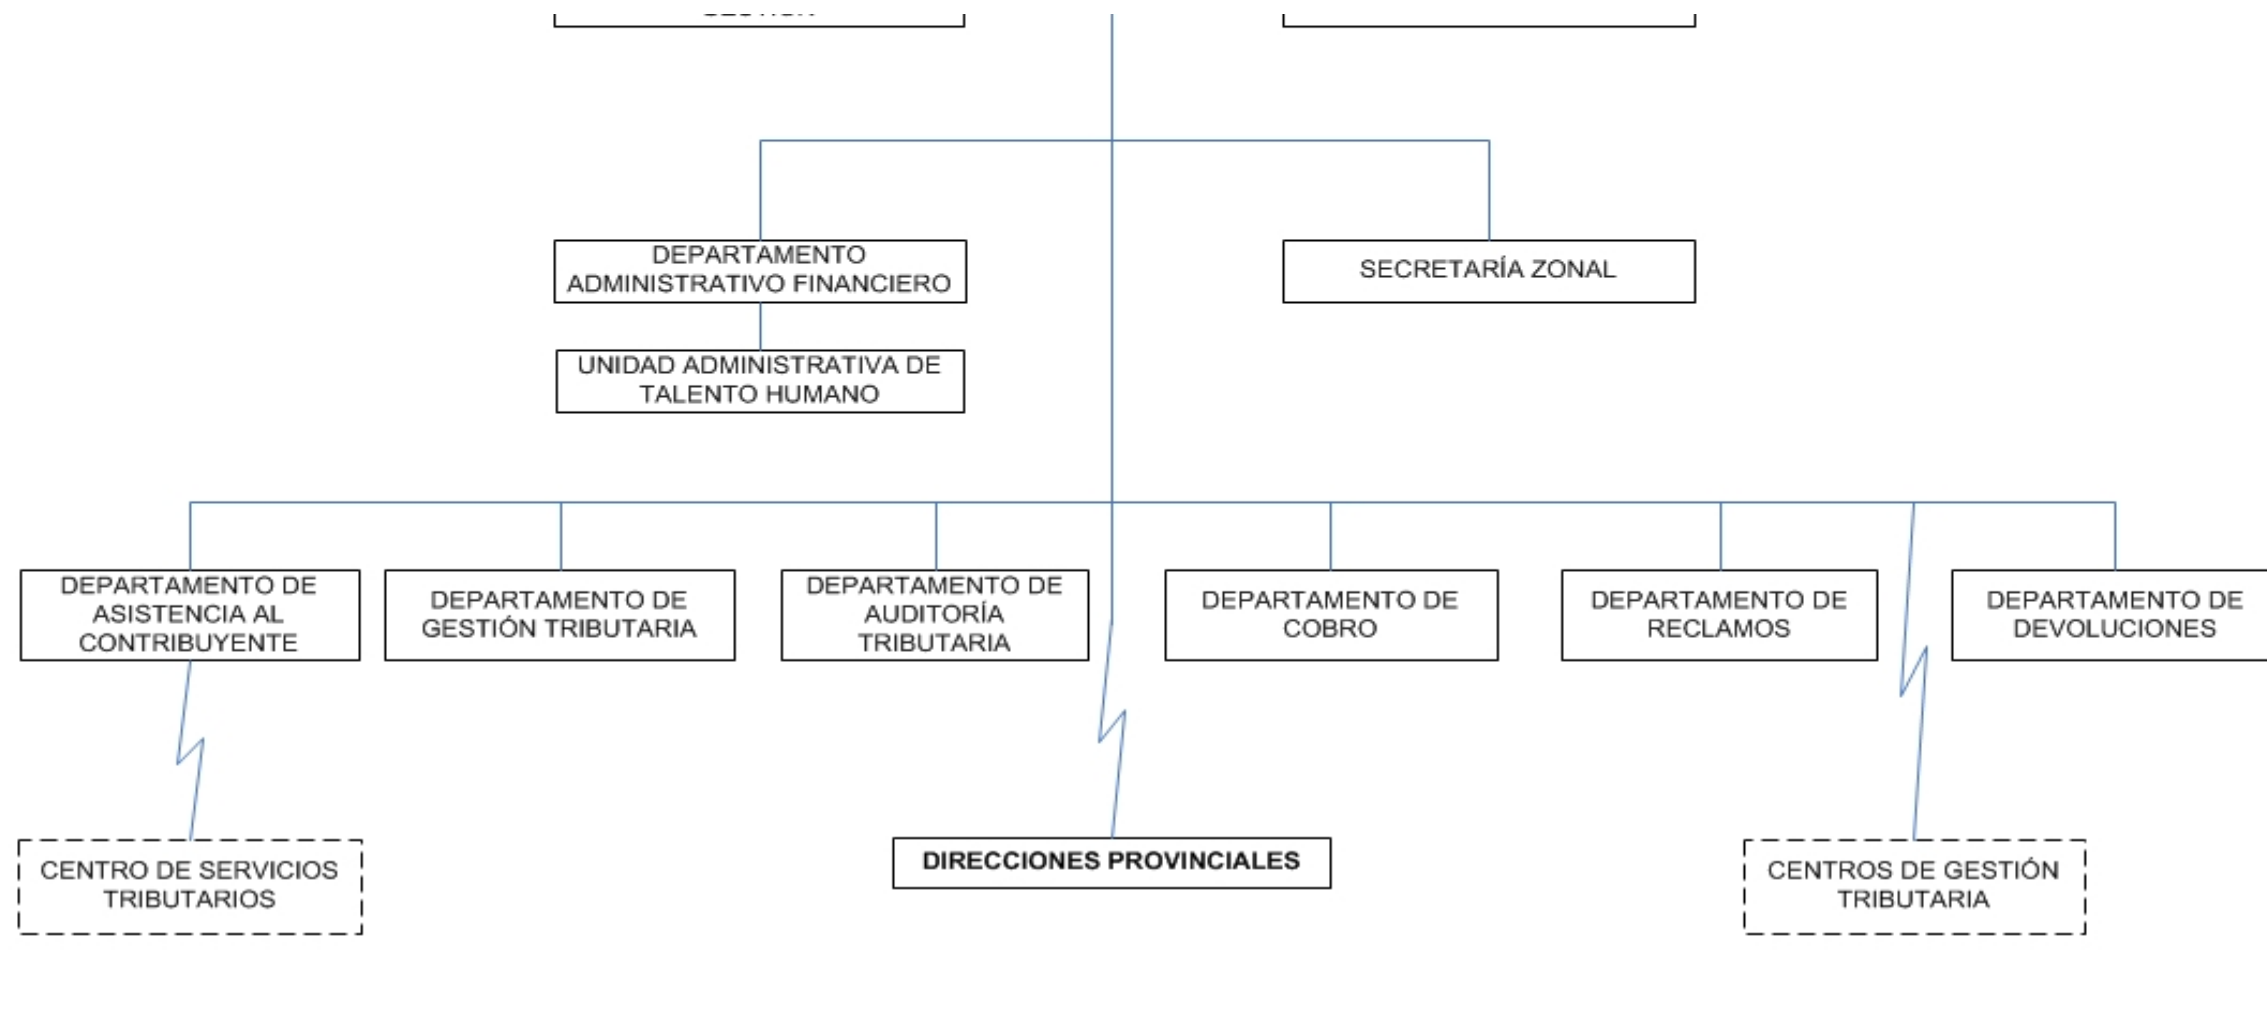 DEPARTAMENTO
ADMINISTRATIVO FINANCIERO
SECRETARÍA ZONAL
UNIDAD ADMINISTRATIVA DE
TALENTO HUMANO
DEPARTAMENTO DE
ASISTENCIA AL
CONTRIBUYENTE
DEPARTAMENTO DE
GESTIÓN TRIBUTARIA
DEPARTAMENTO DE
AUDITORÍA
TRIBUTARIA
DEPARTAMENTO DE
COBRO
DEPARTAMENTO DE
RECLAMOS
DEPARTAMENTO DE
DEVOLUCIONES
CENTRO DE SERVICIOS
TRIBUTARIOS
DIRECCIONES PROVINCIALES
CENTROS DE GESTIÓN
TRIBUTARIA